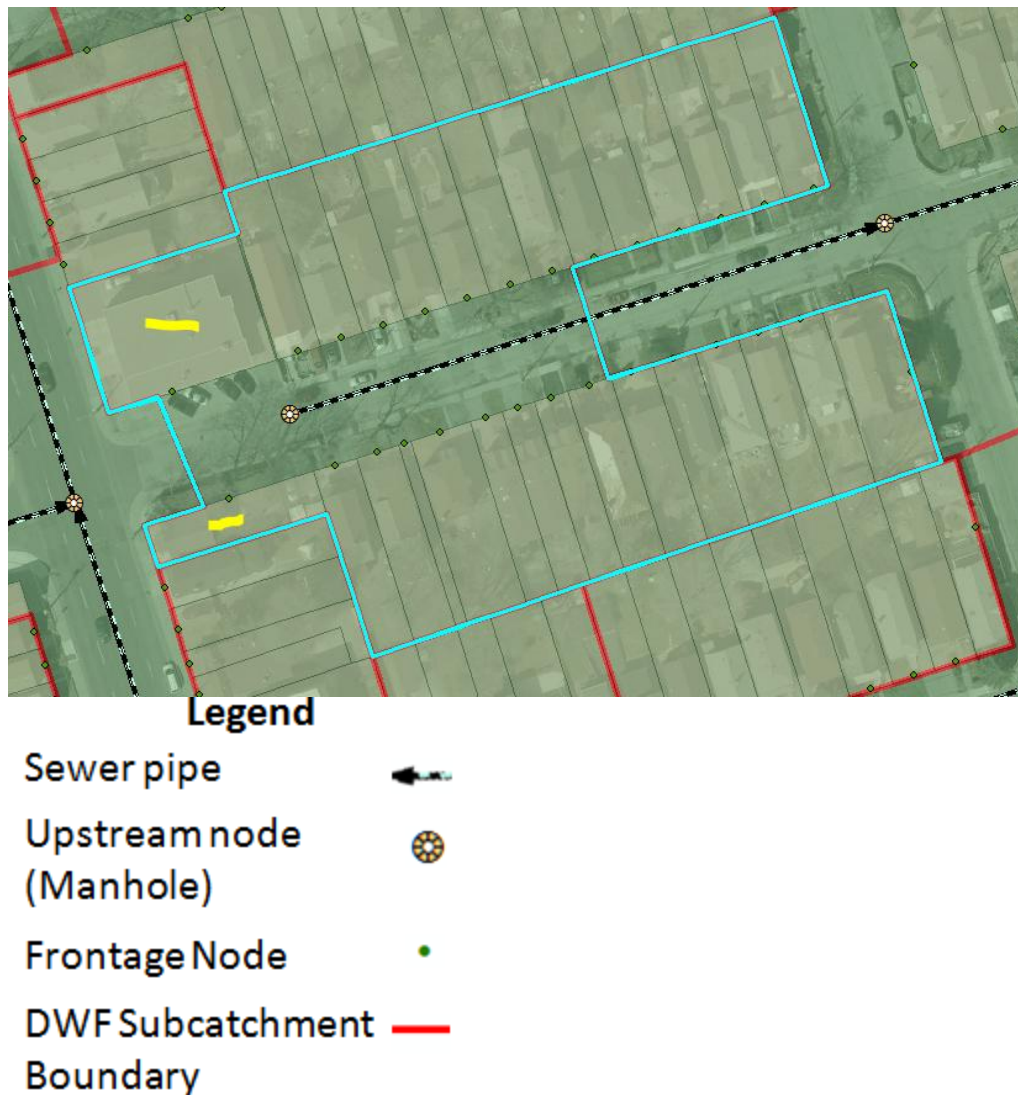 Legend
Sewer pipe
Upstream node
(Manhole)
Frontage Node
DWF Subcatchment
Boundary